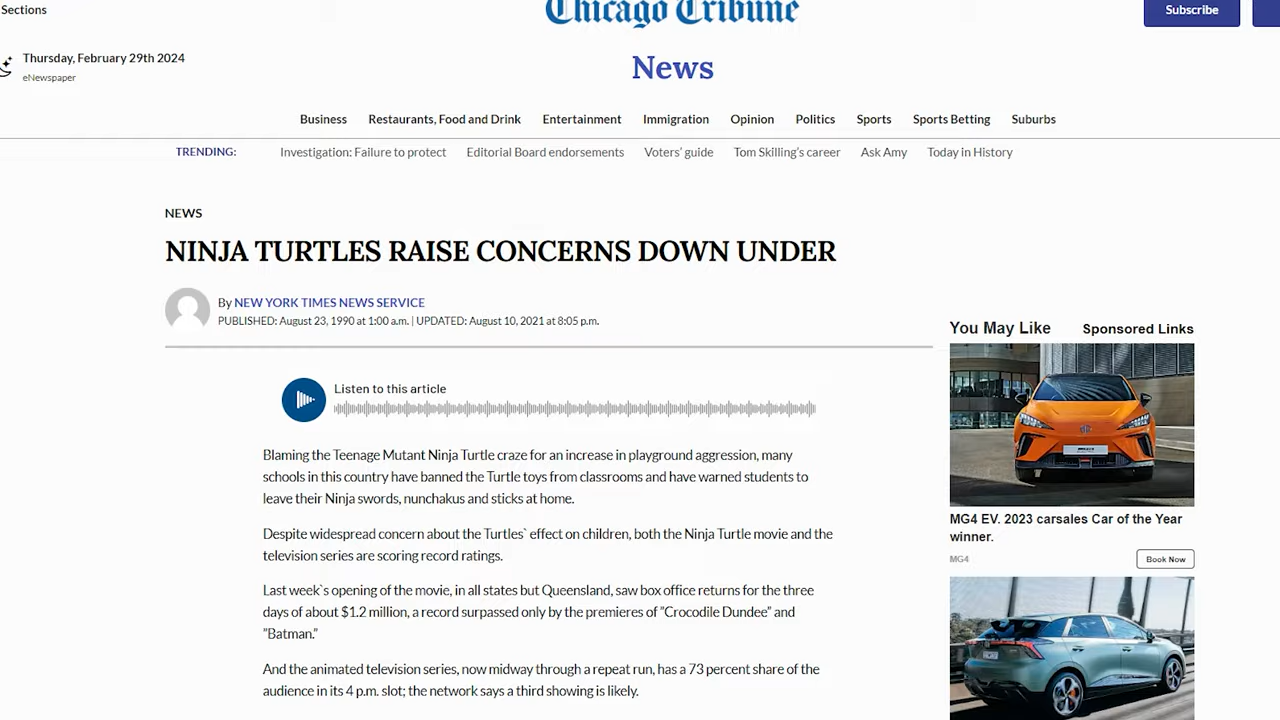 Sections
Chicago Tribune
Subscribe
Thursday, February 29th 2024
eNewspaper
News
Business Restaurants, Food and Drink Entertainment Immigration Opinion Politics Sports Sports Betting Suburbs
TRENDING: Investigation: Failure to protect Editorial Board endorsements Voters' guide Tom Skilling's career Ask Amy Today in History
NEWS
NINJA TURTLES RAISE CONCERNS DOWN UNDER
By NEW YORK TIMES NEWS SERVICE
PUBLISHED: August 23, 1990 at 1:00 a.m. | UPDATED: August 10, 2021 at 8:05 p.m.
Listen to this article
Blaming the Teenage Mutant Ninja Turtle craze for an increase in playground aggression, many
schools in this country have banned the Turtle toys from classrooms and have warned students to
leave their Ninja swords, nunchakus and sticks at home.
Despite widespread concern about the Turtles` effect on children, both the Ninja Turtle movie and the
television series are scoring record ratings.
Last week`s opening of the movie, in all states but Queensland, saw box office returns for the three
days of about $1.2 million, a record surpassed only by the premieres of "Crocodile Dundee" and
"Batman."
And the animated television series, now midway through a repeat run, has a 73 percent share of the
audience in its 4 p.m. slot; the network says a third showing is likely.
You May Like Sponsored Links
MG4 EV. 2023 carsales Car of the Year
winner.
MG4
Book Now